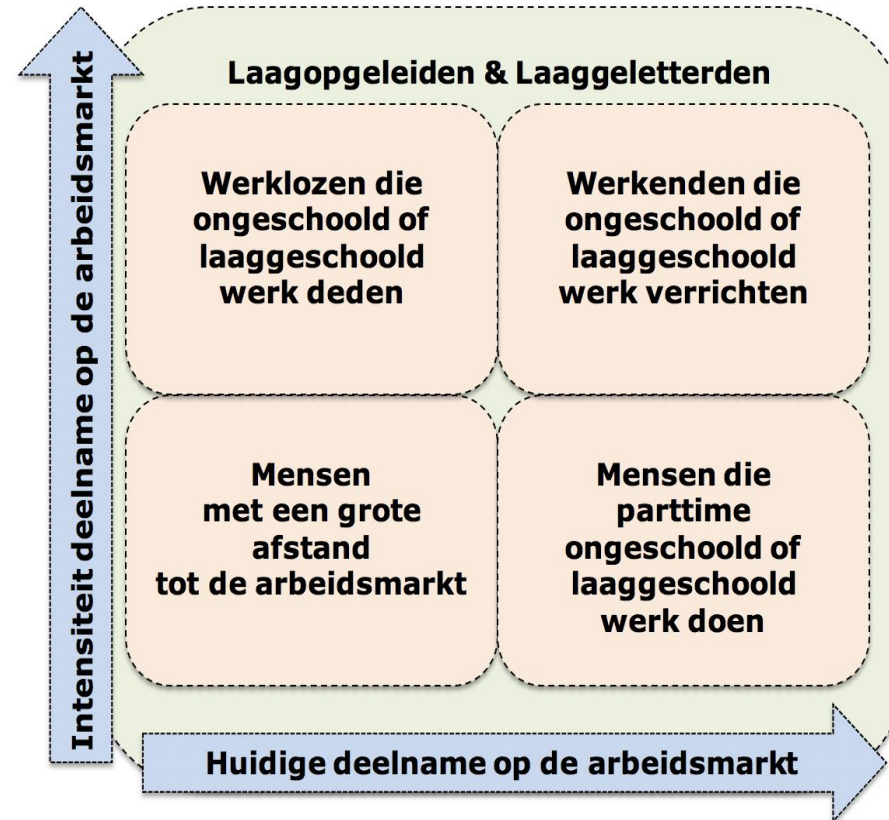 Laagopgeleiden & Laaggeletterden
Intensiteit deelname op de arbeidsmarkt
Werklozen die
ongeschoold of
laaggeschoold
werk deden
Werkenden die
ongeschoold of
laaggeschoold
werk verrichten
Mensen
met een grote
afstand
tot de arbeidsmarkt
Mensen die
parttime
ongeschoold of
laaggeschoold
werk doen
Huidige deelname op de arbeidsmarkt